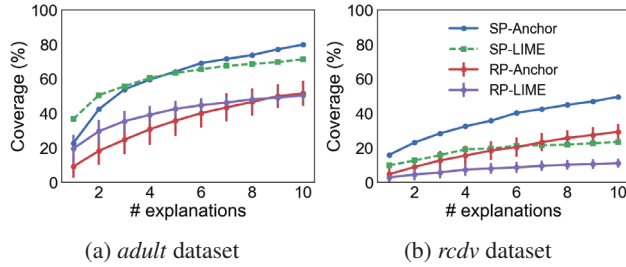 100
80
60
40
20
0
Coverage (%)
2 4 6 8 10
# explanations
(a) adult dataset
100
80
60
40
20
0
Coverage (%)
SP-Anchor
SP-LIME
RP-Anchor
RP-LIME
2 4 6 8 10
# explanations
(b) rcdv dataset